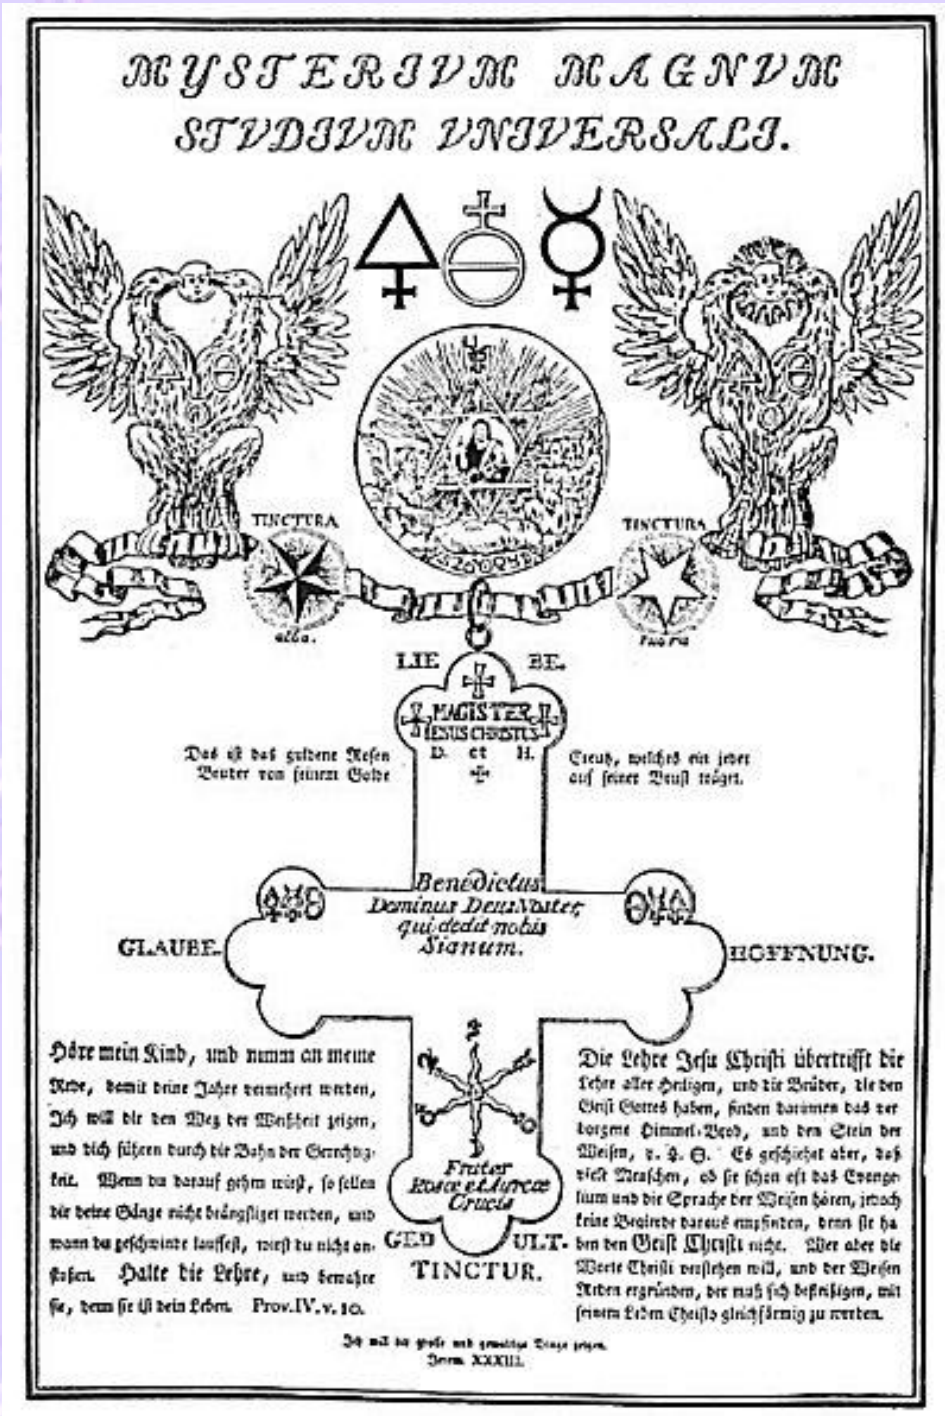 MYSTERIVM MAGNVM
STVDIVM VNIVERSALI.
TINCTURA
alba.
TINCTURA
LIE BE.
MAGISTER
IESUS CHRISTUS
D. et H.
Das ist das guldene Rosen
Creutz, welches ein jeder
Bruder von feinem Golde
auf seiner Brust träget.
Benedictus
Dominus Deus Noster,
qui dedit nobis
Signum.
GLAUBE.
HOFFNUNG.
Höre mein Kind, und nimm an meine
Rede, damit deine Jahre vermehret werden,
Ich will dir den Weg der Weißheit zeigen,
und dich führen durch die Bahn der Gerechtig-
keit. Wenn du darauf gehen wirst, so sollen
dir deine Gänge nicht beängstiget werden, und
wann du geschwinde lauffest, wirst du nicht an-
stoßen. Halte die Lehre, und bewahre
sie, denn sie ist dein Leben. Prov. IV. v. 10.
Frater
Roseæ et Aureæ
Crucis
GED ULT.
TINCTUR.
Die Lehre Jesu Christi übertrifft die
Lehre aller Heiligen, und die Brüder, die den
Geist Gottes haben, finden darinnen das ver
borgene Himmel-Brod, und den Stein der
Weisen, Es geschiehet aber, daß
viele Menschen, ob sie schon oft das Evange-
lium und die Sprache der Weisen hören, jedoch
keine Begierde daraus empfinden, denn sie ha
ben den Geist Christi nicht. Wer aber die
Worte Christi verstehen will, und der Weisen
Reden ergründen, der muß sich befleißigen, mit
seinem Leben Christo gleichförmig zu werden.
Ich will dir große und gewaltige Dinge zeigen.
Jerem. XXXIII.